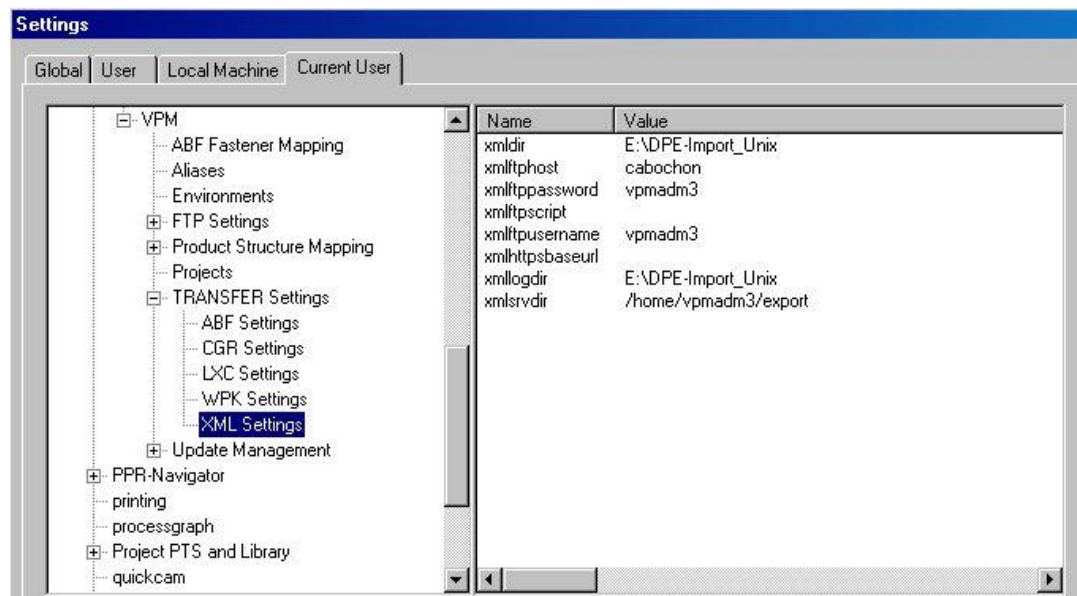 Settings
Global User Local Machine Current User
VPM
ABF Fastener Mapping
Aliases
Environments
FTP Settings
Product Structure Mapping
Projects
TRANSFER Settings
ABF Settings
CGR Settings
LXC Settings
WPK Settings
XML Settings
Update Management
PPR-Navigator
printing
processgraph
Project PTS and Library
quickcam
Name Value
xmldir E:\DPE-Import_Unix
xmlftphost cabochon
xmlftppassword vpmadm3
xmlftpscript
xmlftpusername vpmadm3
xmlhttpsbaseurl
xmllogdir E:\DPE-Import_Unix
xmlsrvdir /home/vpmadm3/export